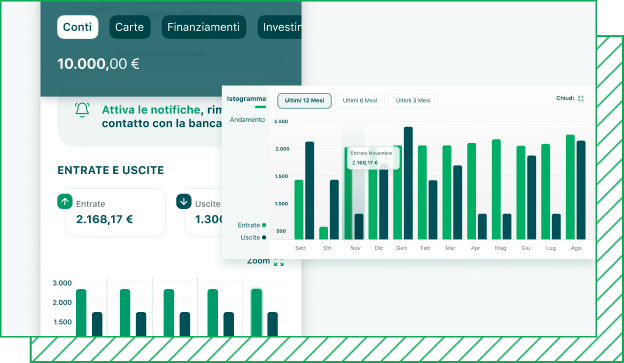 Conti Carte Finanziamenti Investin
10.000,00 €
Attiva le notifiche, rim
contatto con la banca
ENTRATE E USCITE
Entrate
2.168,17 €
Uscite
1.300
Zoom
3.000
2.000
1.500
Istogramma
Andamento
Ultimi 12 Mesi Ultimi 6 Mesi Ultimi 3 Mesi
Chiudi
2.500
2.000
1.500
1.000
500
Entrate Novembre
2.168,17 €
Entrate
Uscite
Sett Ott Nov Dic Gen Feb Mar Apr Mag Giu Lug Ago